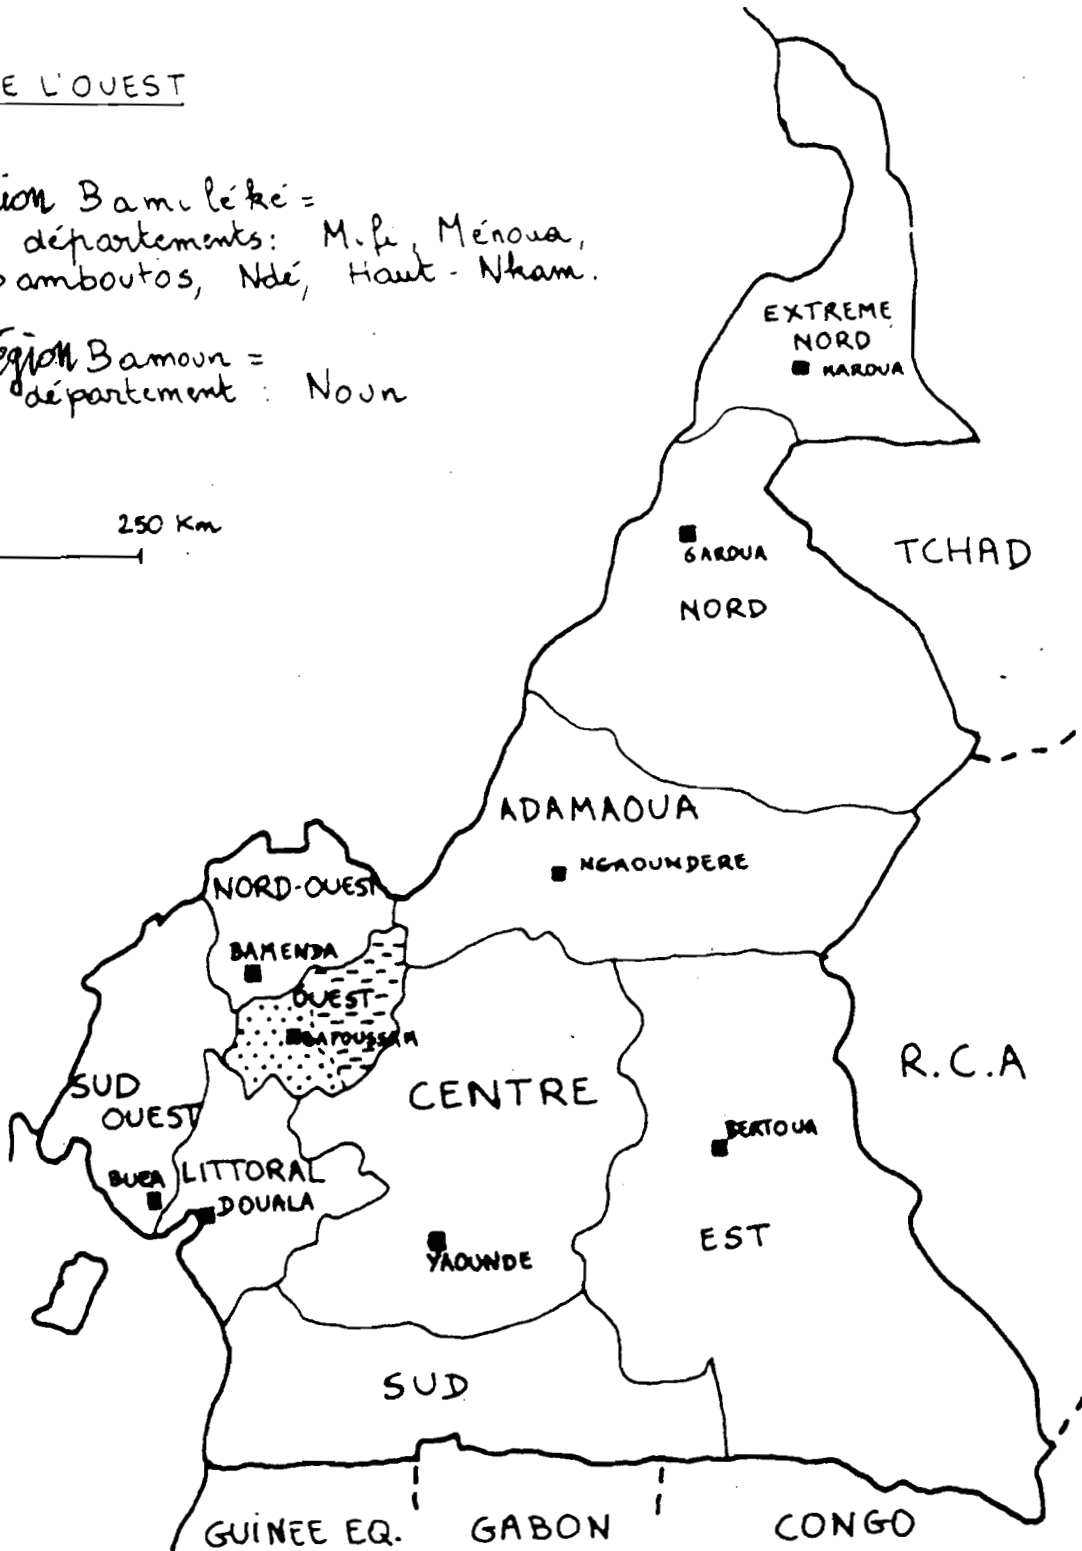 E L'OUEST
ion Bamiléké =
départements: Mifi, Ménoua,
amboutos, Ndé, Haut-Nkam.
égion Bamoun =
département : Noun
250 Km
EXTREME
NORD
MAROUA
GAROUA
NORD
TCHAD
ADAMAOUA
NGAOUNDERE
NORD-OUEST
BAMENDA
OUEST
BAFOUSSAM
SUD
OUEST
CENTRE
R.C.A
BERTOUA
BUEA
LITTORAL
DOUALA
YAOUNDE
EST
SUD
GUINEE EQ.
GABON
CONGO